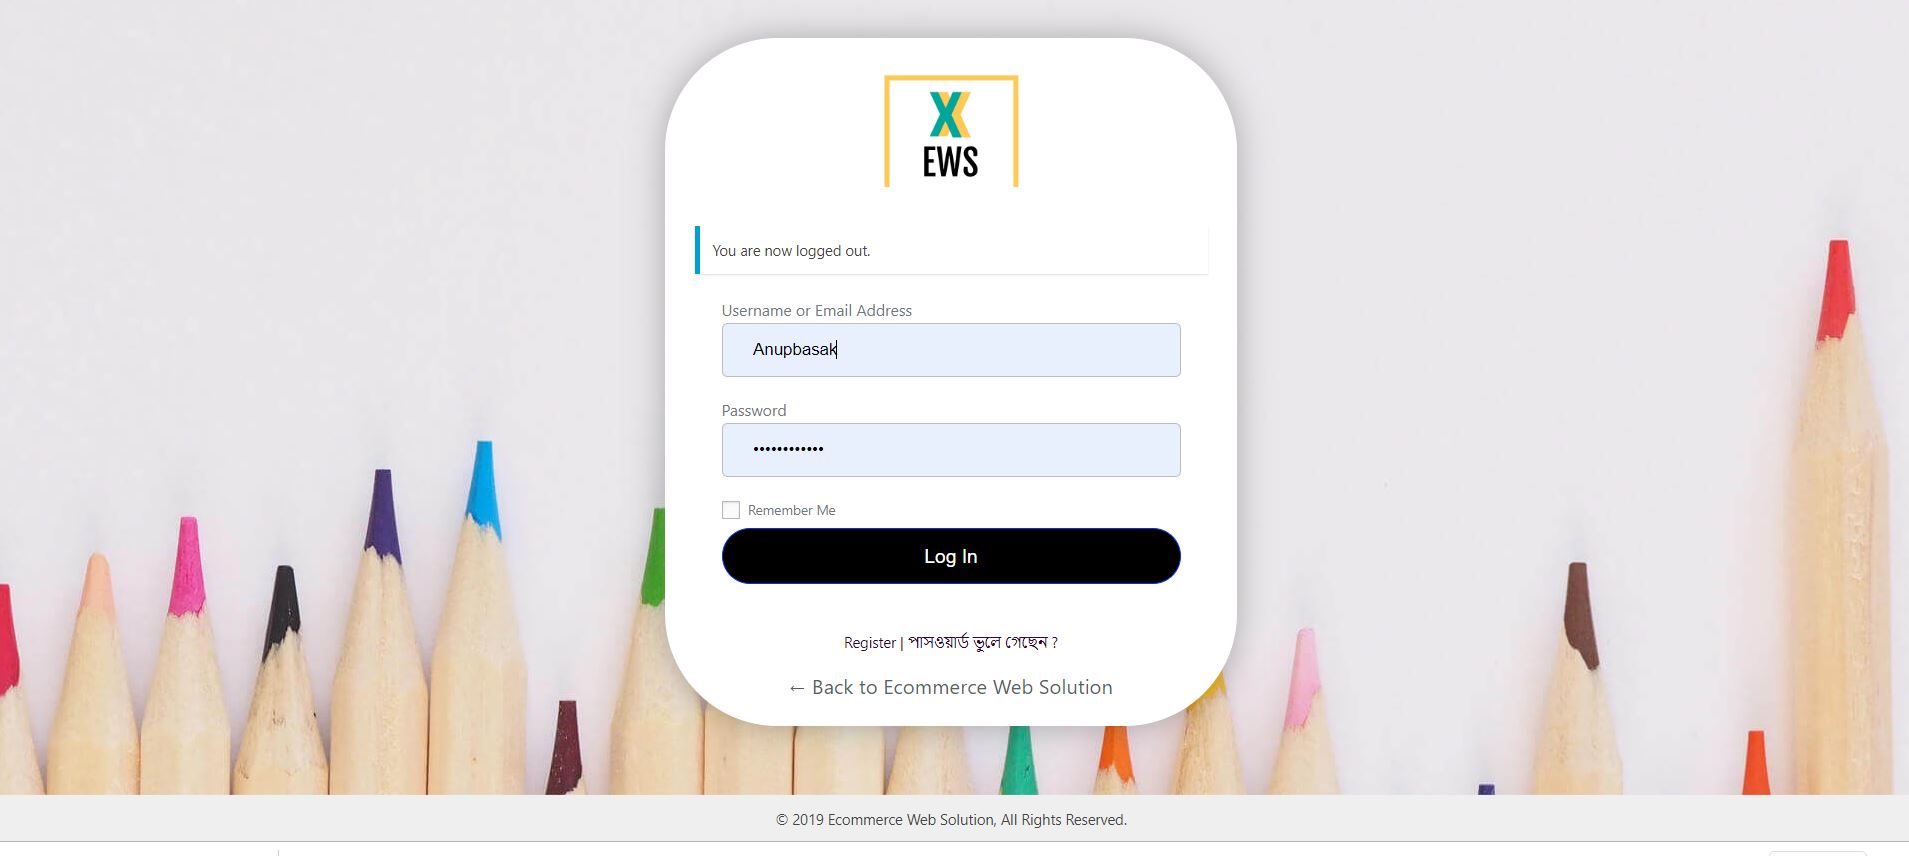 X
EWS
You are now logged out.
Username or Email Address
Anupbasak
Password
••••••••••••
Remember Me
Log In
Register | পাসওয়ার্ড ভুলে গেছেন ?
← Back to Ecommerce Web Solution
© 2019 Ecommerce Web Solution, All Rights Reserved.